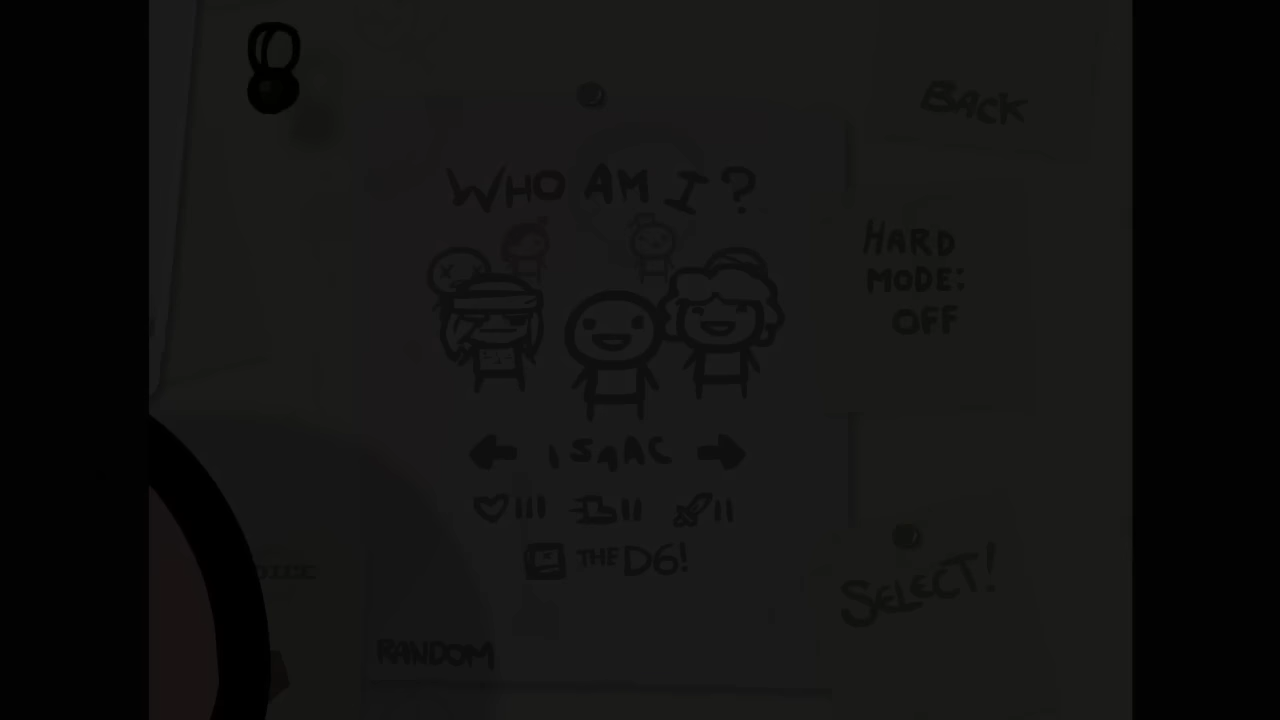 BACK
WHO AM I?
HARD
MODE:
OFF
ISAAC
THE D6!
SELECT!
RANDOM